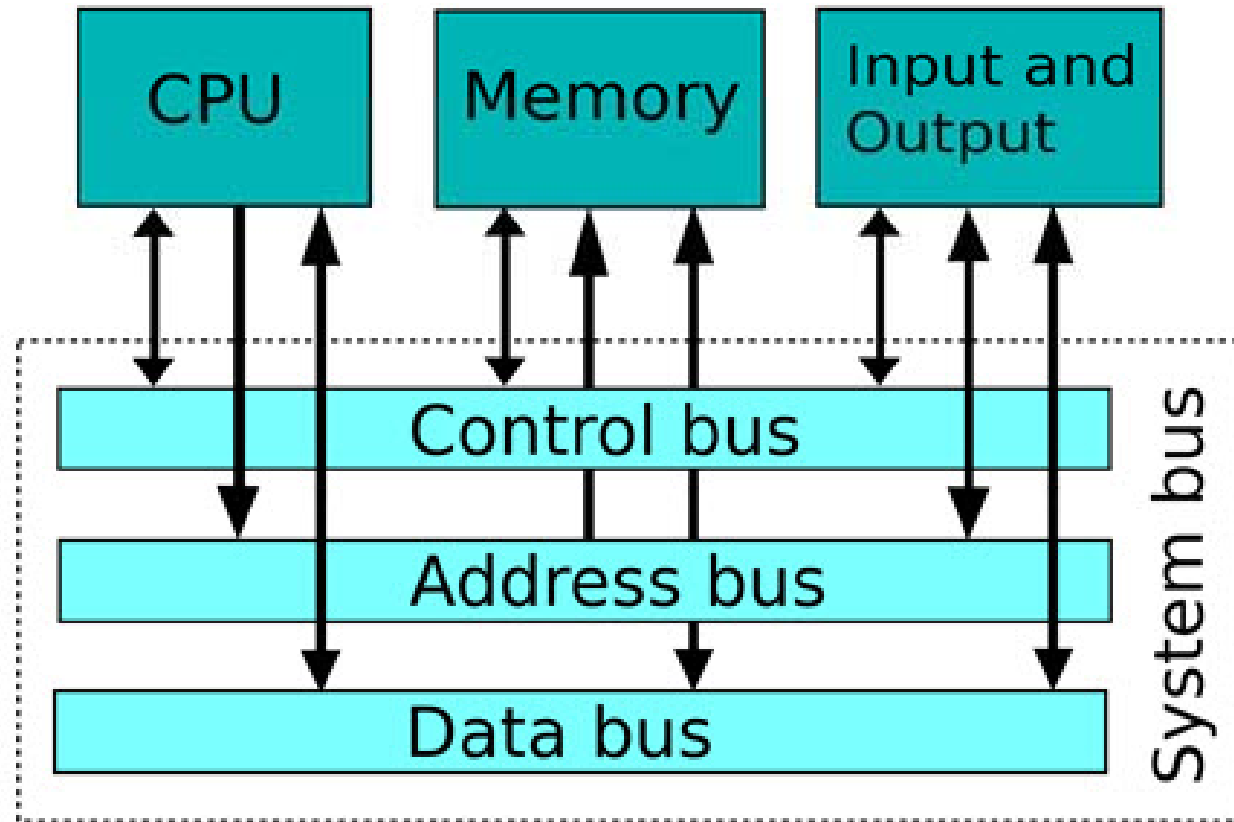 CPU
Memory
Input and
Output
Control bus
Address bus
Data bus
System bus